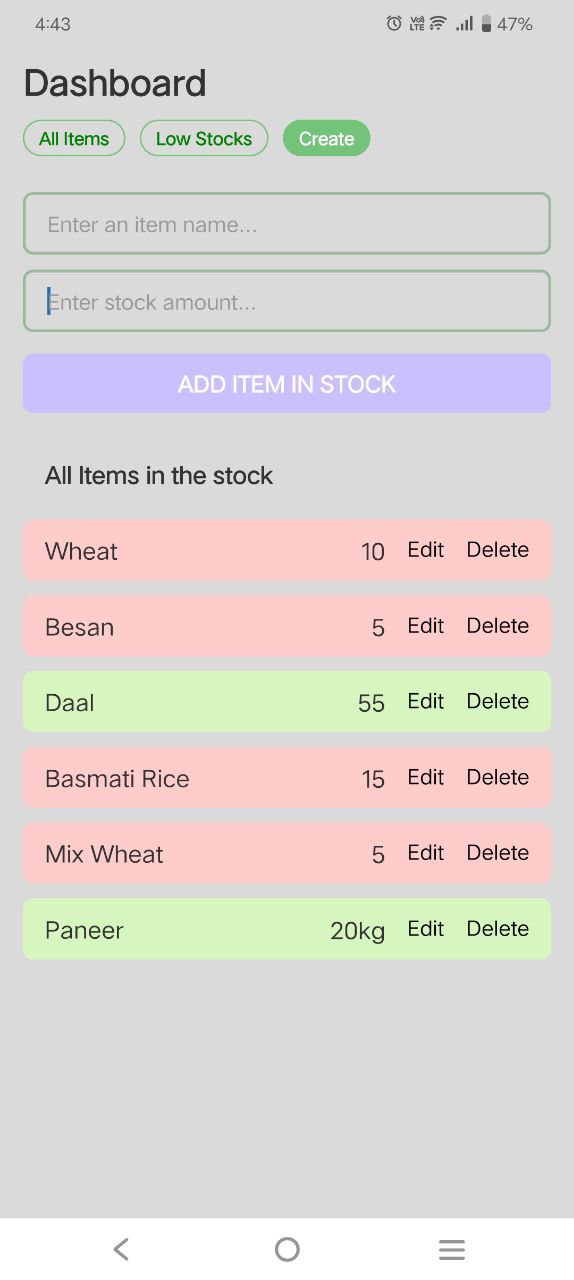 4:43 Vo) LTE 47%
Dashboard
All Items Low Stocks Create
Enter an item name...
Enter stock amount...
ADD ITEM IN STOCK
All Items in the stock
Wheat 10 Edit Delete
Besan 5 Edit Delete
Daal 55 Edit Delete
Basmati Rice 15 Edit Delete
Mix Wheat 5 Edit Delete
Paneer 20kg Edit Delete